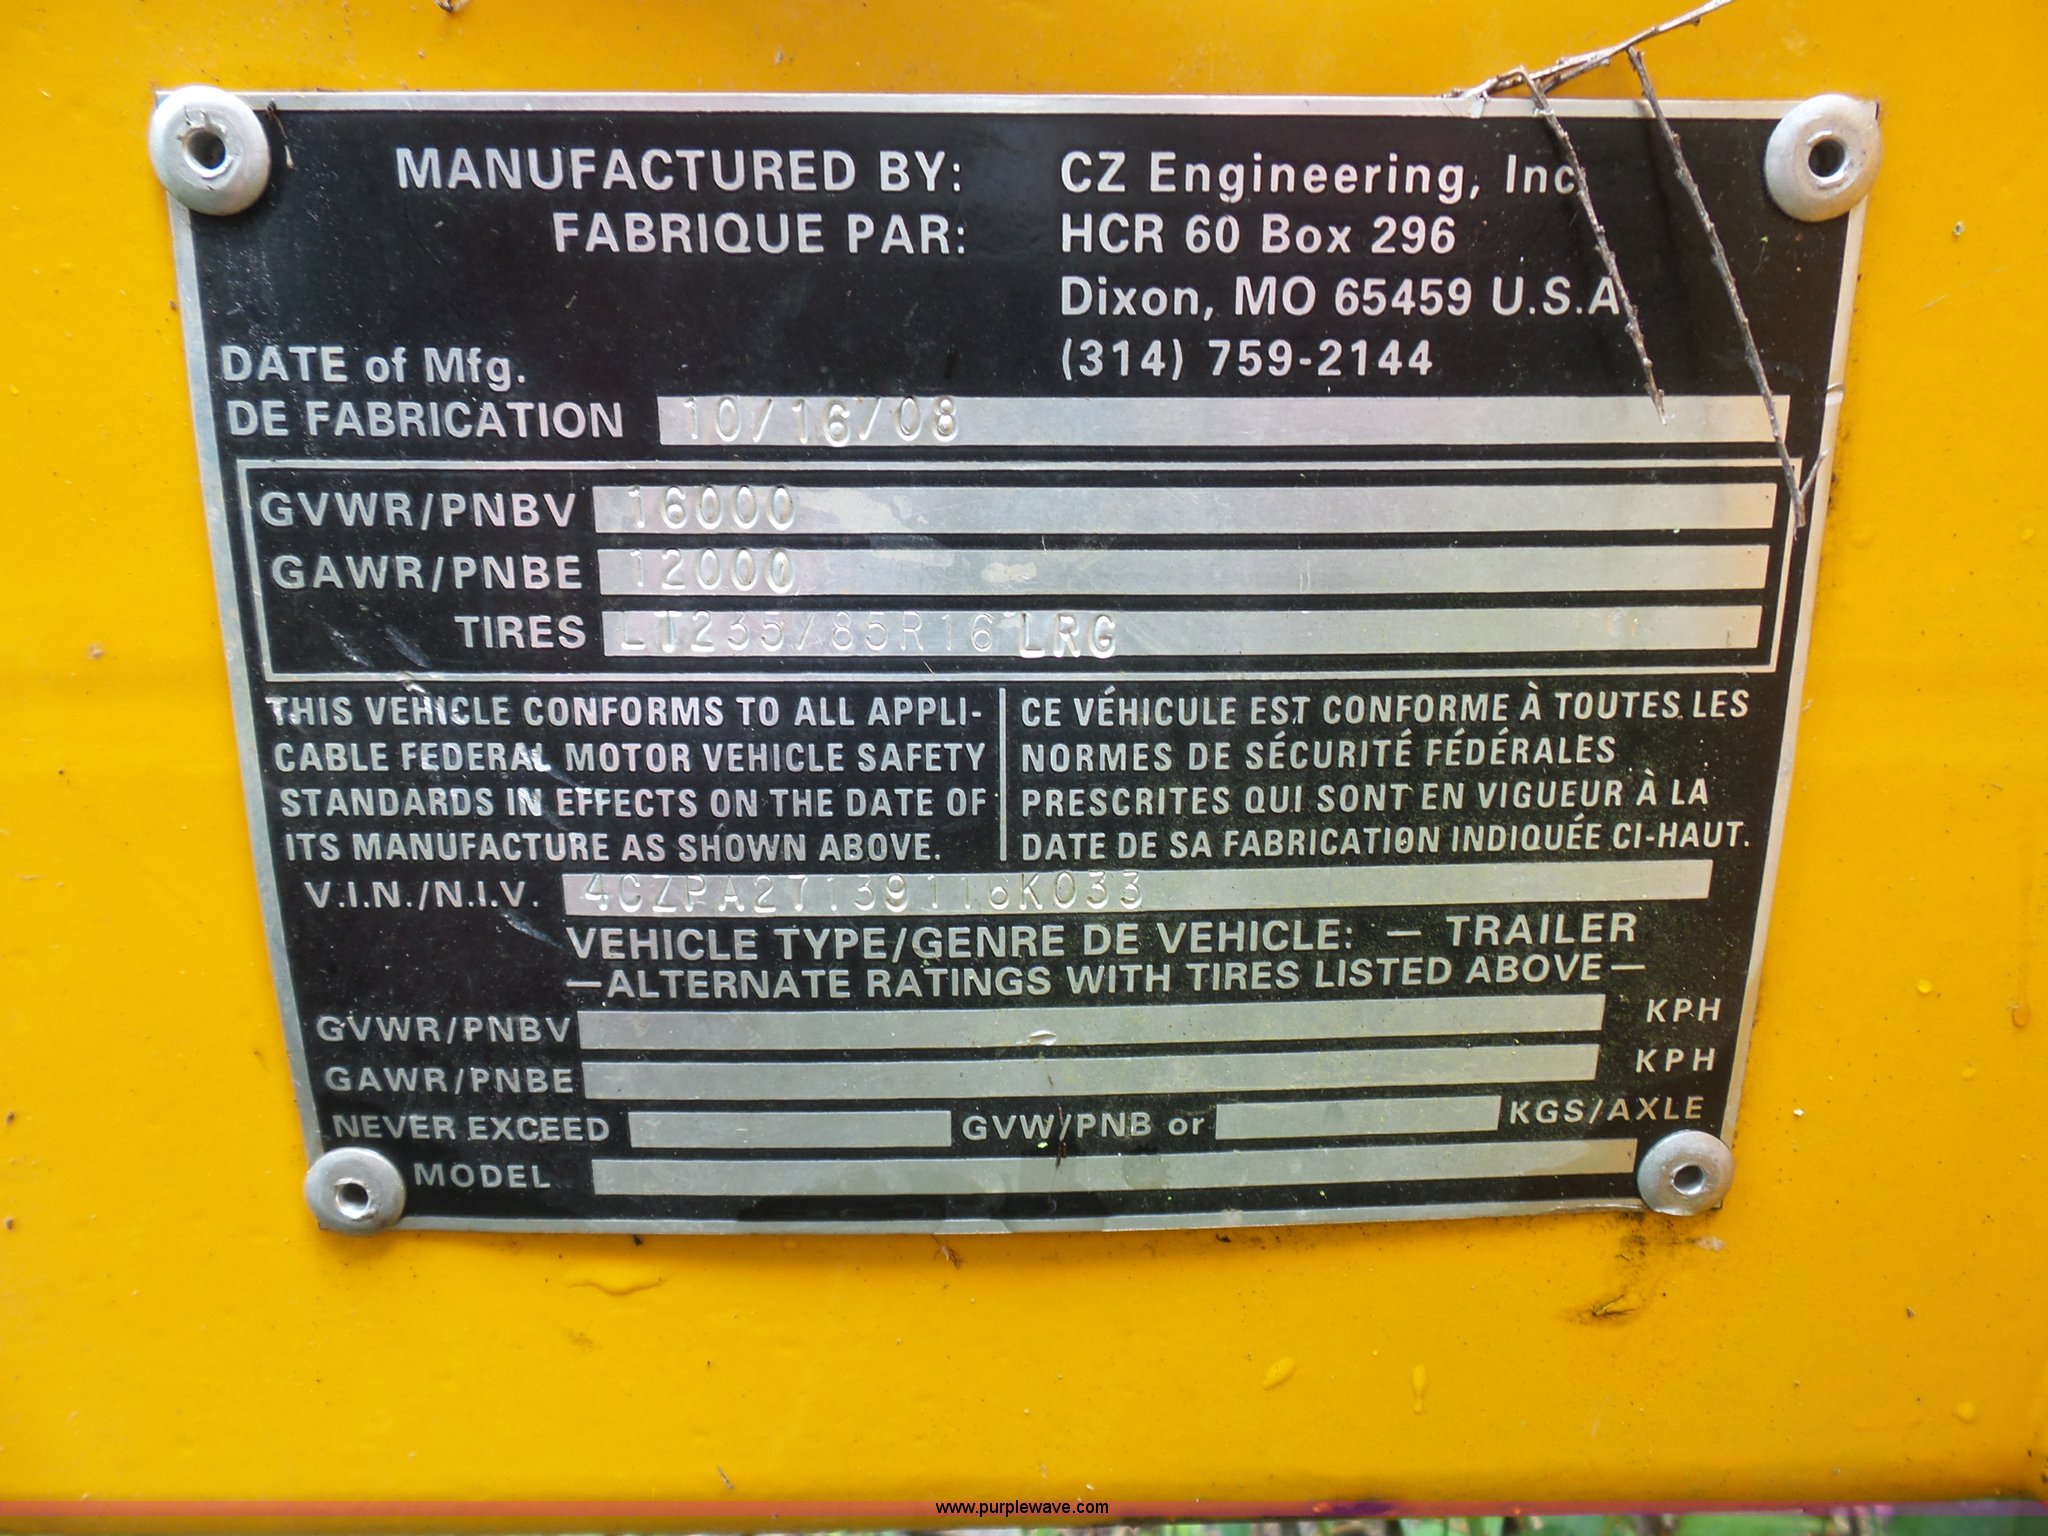 MANUFACTURED BY: CZ Engineering, Inc
FABRIQUE PAR: HCR 60 Box 296
Dixon, MO 65459 U.S.A
(314) 759-2144
DATE of Mfg.
DE FABRICATION 10/16/08
GVWR/PNBV 16000
GAWR/PNBE 12000
TIRES LT235/85R16 LRG
THIS VEHICLE CONFORMS TO ALL APPLI-
CABLE FEDERAL MOTOR VEHICLE SAFETY
STANDARDS IN EFFECTS ON THE DATE OF
ITS MANUFACTURE AS SHOWN ABOVE.
CE VÉHICULE EST CONFORME À TOUTES LES
NORMES DE SÉCURITÉ FÉDÉRALES
PRESCRITES QUI SONT EN VIGUEUR À LA
DATE DE SA FABRICATION INDIQUÉE CI-HAUT.
V.I.N./N.I.V. 4CZPA27139116K033
VEHICLE TYPE/GENRE DE VEHICLE: — TRAILER
—ALTERNATE RATINGS WITH TIRES LISTED ABOVE—
GVWR/PNBV KPH
GAWR/PNBE KPH
NEVER EXCEED GVW/PNB or KGS/AXLE
MODEL
www.purplewave.com